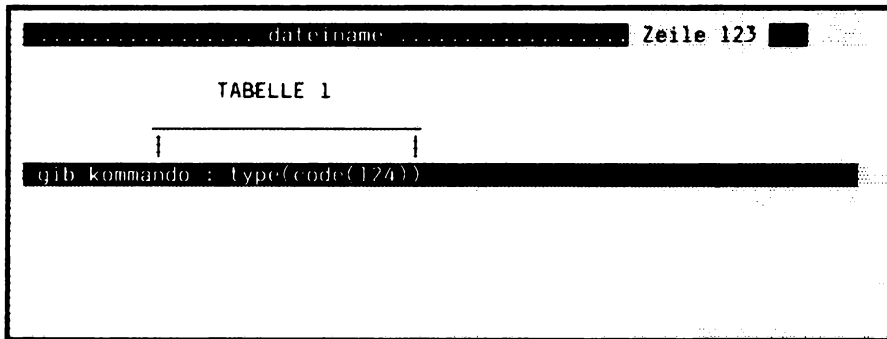 ................. dateiname .................. Zeile 123
TABELLE 1
| |
gib kommando : type(code(124))